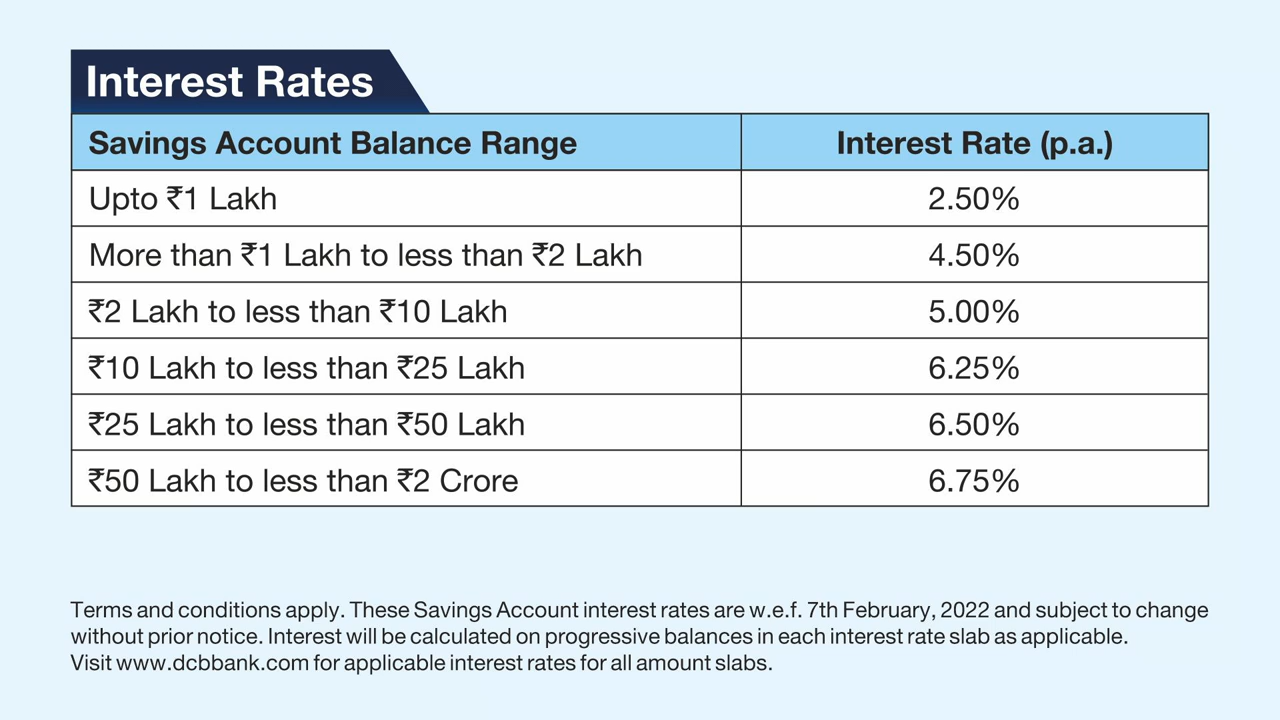 Interest Rates
Savings Account Balance Range Interest Rate (p.a.)
Upto ₹1 Lakh 2.50%
More than ₹1 Lakh to less than ₹2 Lakh 4.50%
₹2 Lakh to less than ₹10 Lakh 5.00%
₹10 Lakh to less than ₹25 Lakh 6.25%
₹25 Lakh to less than ₹50 Lakh 6.50%
₹50 Lakh to less than ₹2 Crore 6.75%
Terms and conditions apply. These Savings Account interest rates are w.e.f. 7th February, 2022 and subject to change
without prior notice. Interest will be calculated on progressive balances in each interest rate slab as applicable.
Visit www.dcbbank.com for applicable interest rates for all amount slabs.